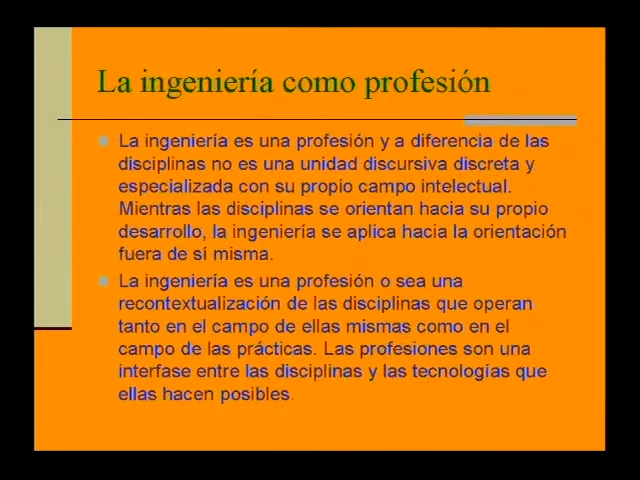 La ingeniería como profesión
La ingeniería es una profesión y a diferencia de las
disciplinas no es una unidad discursiva discreta y
especializada con su propio campo intelectual.
Mientras las disciplinas se orientan hacia su propio
desarrollo, la ingeniería se aplica hacia la orientación
fuera de sí misma.
La ingeniería es una profesión o sea una
recontextualización de las disciplinas que operan
tanto en el campo de ellas mismas como en el
campo de las prácticas. Las profesiones son una
interfase entre las disciplinas y las tecnologías que
ellas hacen posibles.